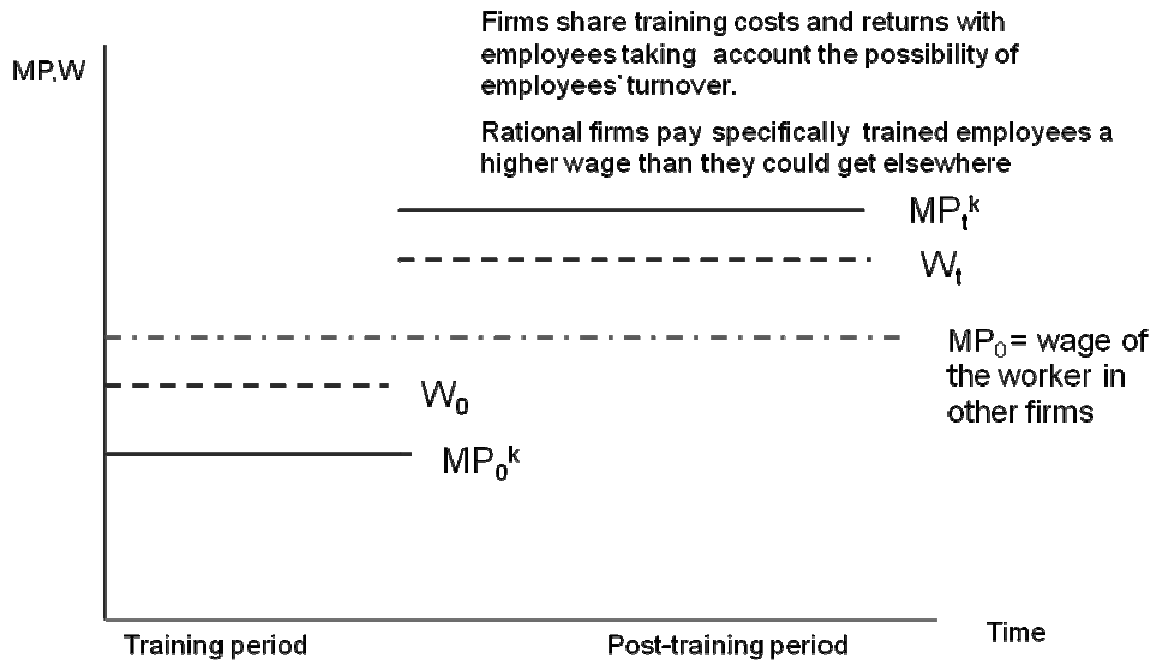 Firms share training costs and returns with
employees taking account the possibility of
employees' turnover.
Rational firms pay specifically trained employees a
higher wage than they could get elsewhere
MP,W
MPₜᵏ
Wₜ
MP₀ = wage of
the worker in
other firms
W₀
MP₀ᵏ
Training period
Post-training period
Time